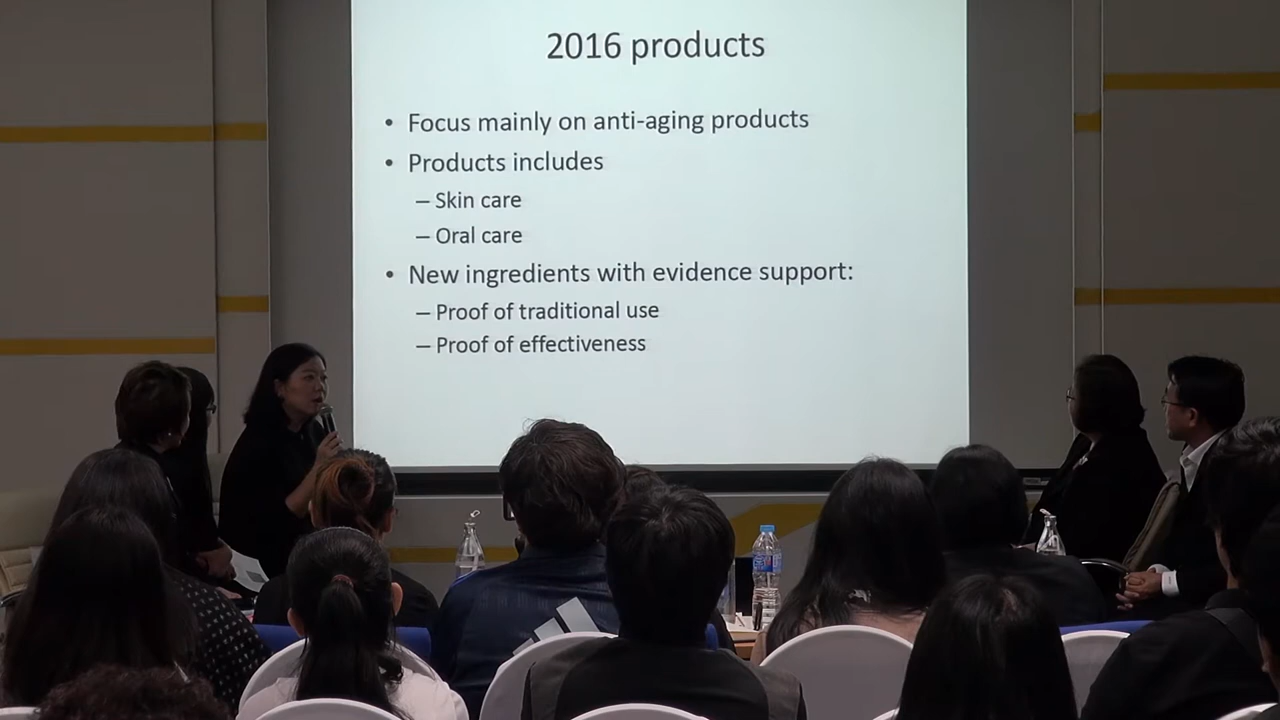 2016 products
• Focus mainly on anti-aging products
• Products includes
– Skin care
– Oral care
• New ingredients with evidence support:
– Proof of traditional use
– Proof of effectiveness